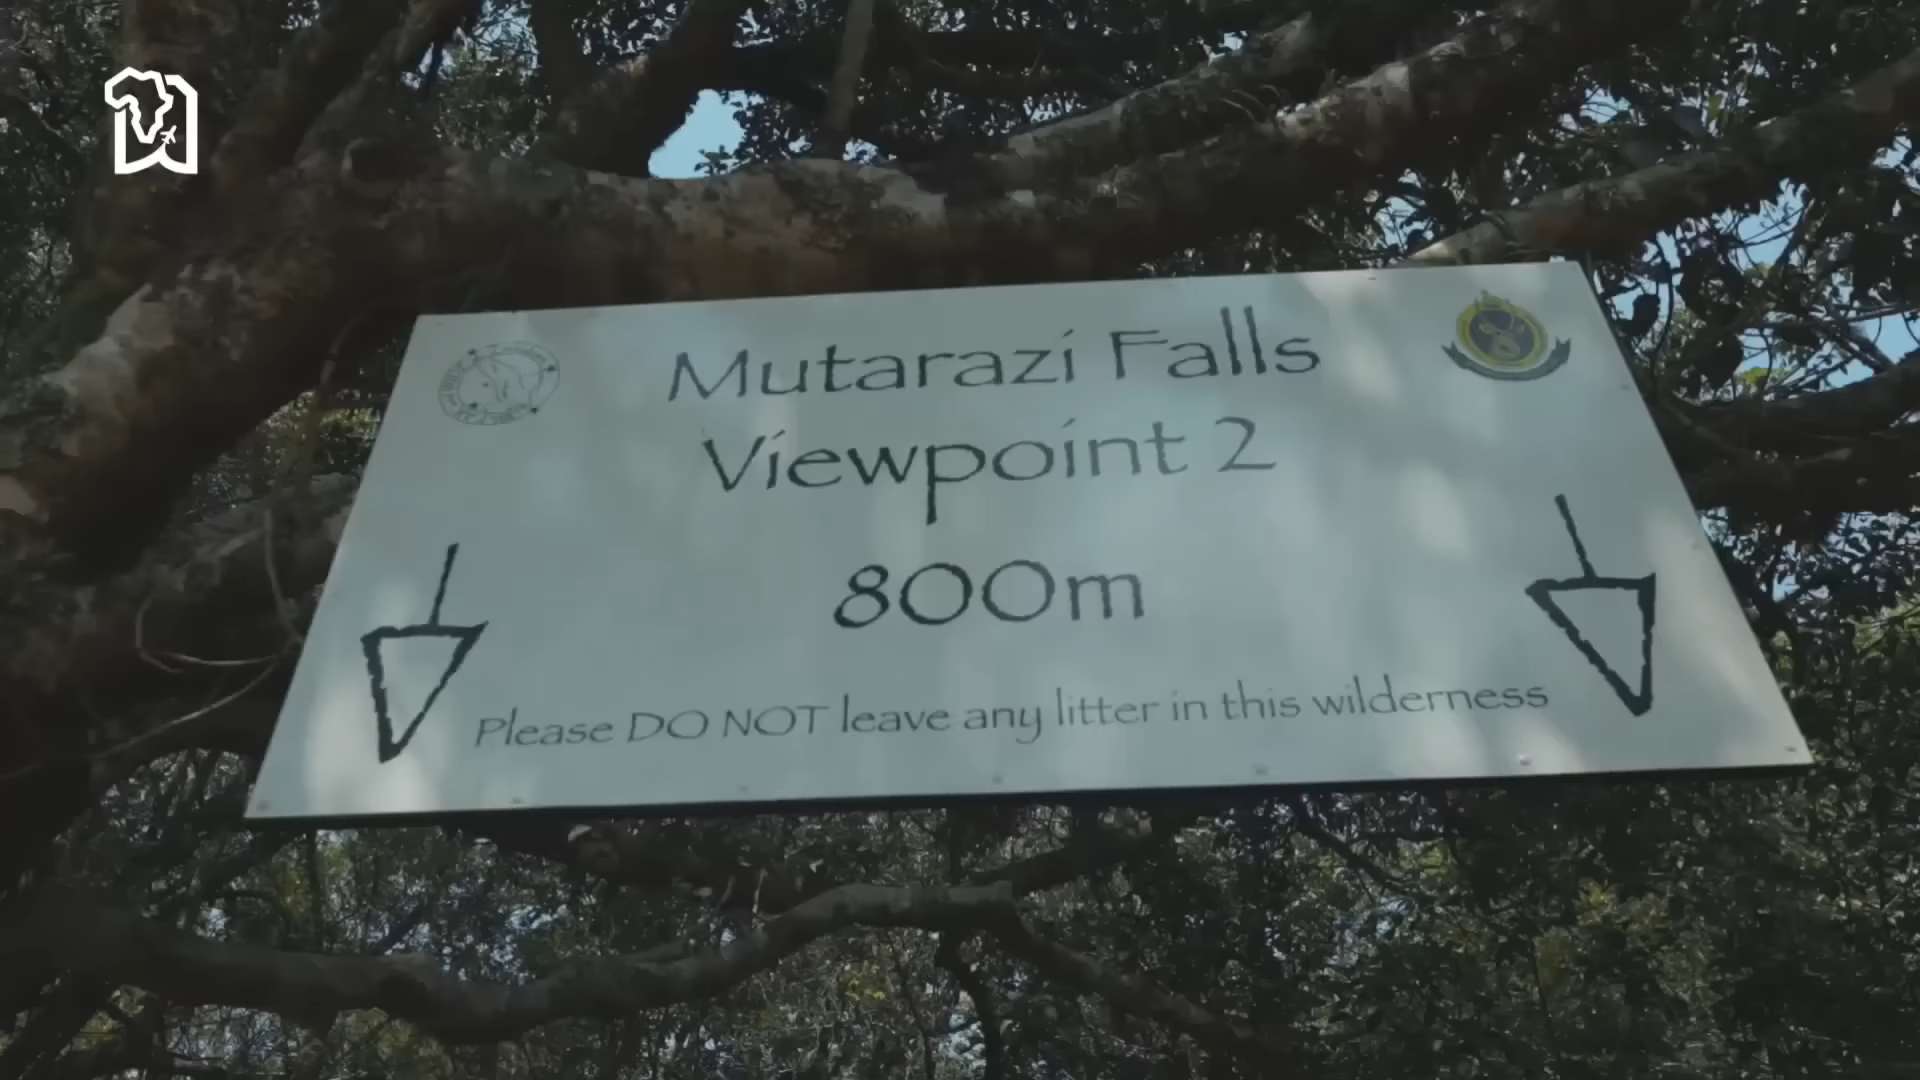 Mutarazi Falls
Viewpoint 2
800m
Please DO NOT leave any litter in this wilderness